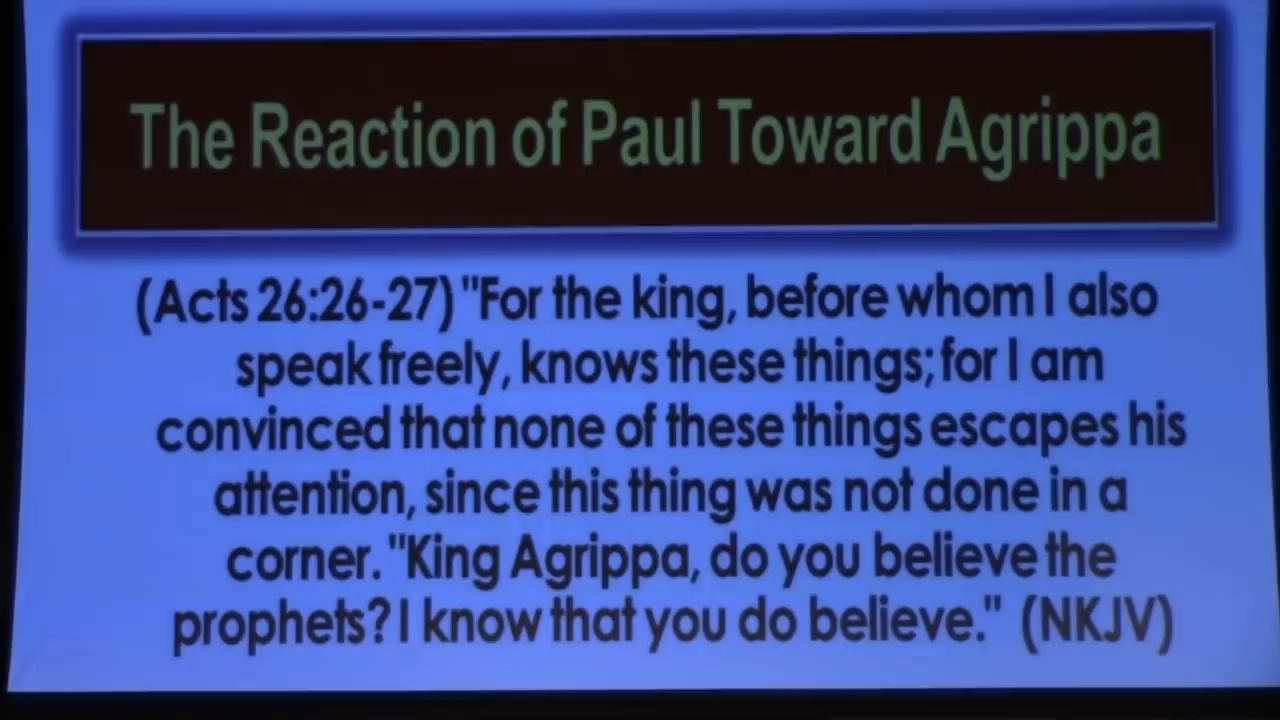 The Reaction of Paul Toward Agrippa
(Acts 26:26-27) "For the king, before whom I also
speak freely, knows these things; for I am
convinced that none of these things escapes his
attention, since this thing was not done in a
corner. "King Agrippa, do you believe the
prophets? I know that you do believe." (NKJV)